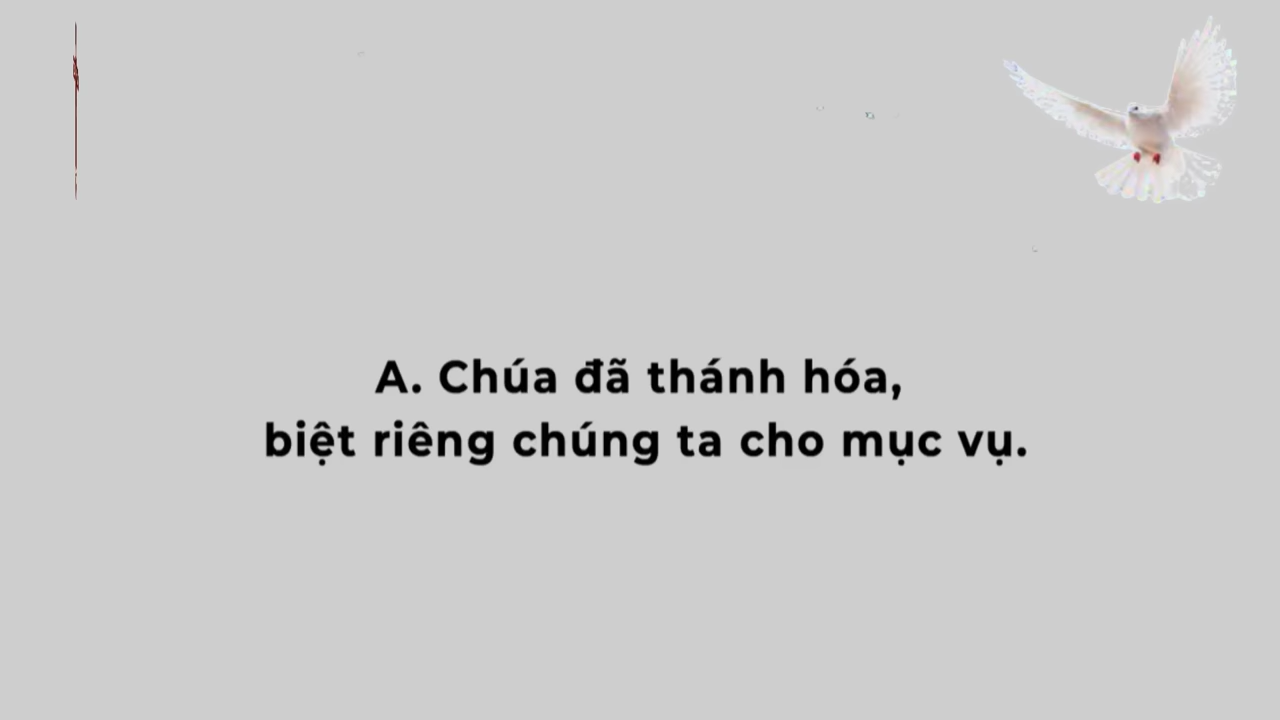 A. Chúa đã thánh hóa,
biệt riêng chúng ta cho mục vụ.